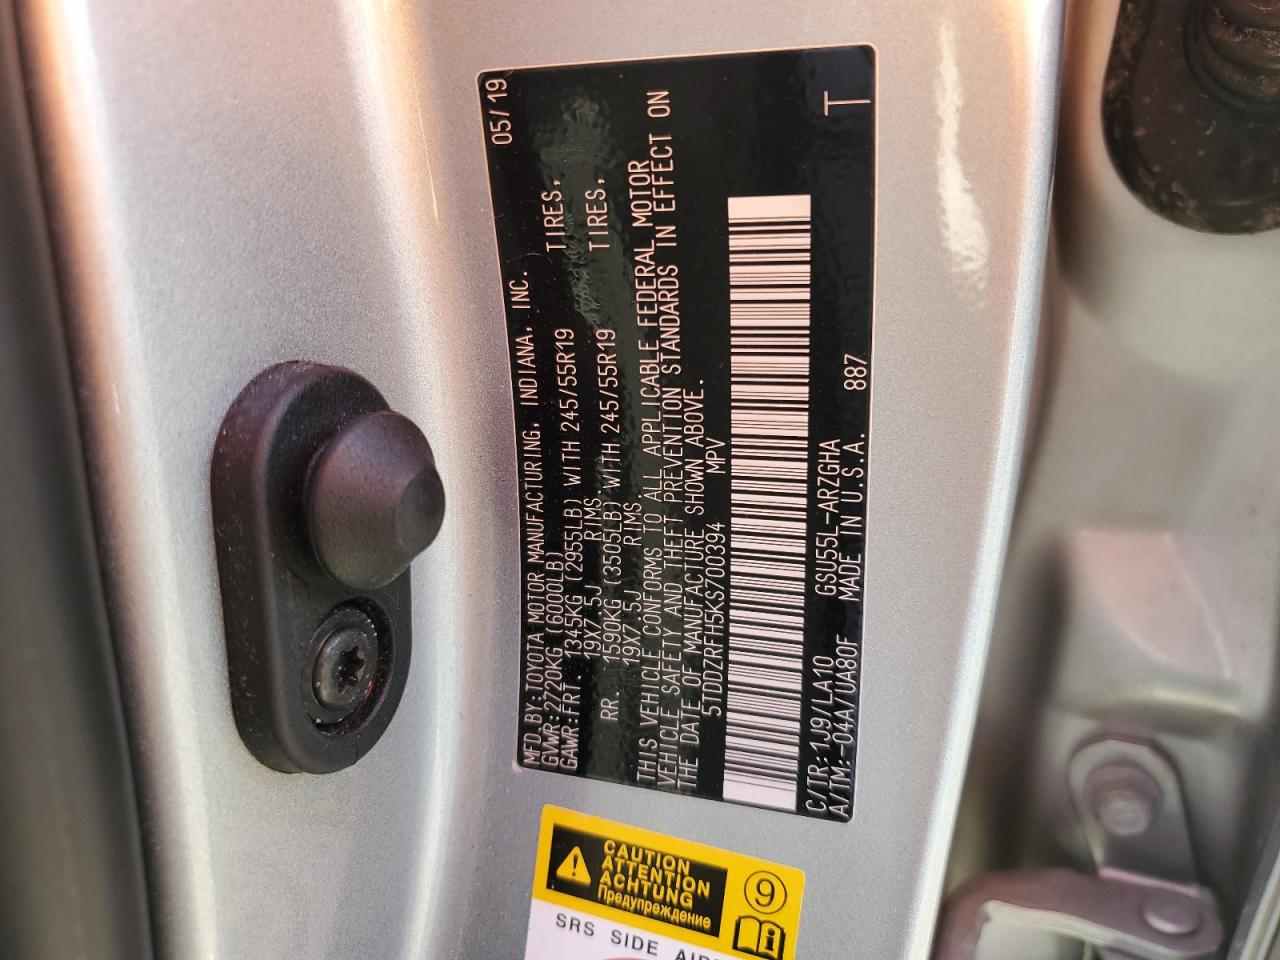 MFD.BY:TOYOTA MOTOR MANUFACTURING, INDIANA, INC. 05/19
GVWR:2720KG(6000LB)
GAWR:FRT. 1345KG (2955LB) WITH 245/55R19 TIRES,
19X7.5J RIMS,
RR. 1590KG (3505LB) WITH 245/55R19 TIRES,
19X7.5J RIMS
THIS VEHICLE CONFORMS TO ALL APPLICABLE FEDERAL MOTOR
VEHICLE SAFETY AND THEFT PREVENTION STANDARDS IN EFFECT ON
THE DATE OF MANUFACTURE SHOWN ABOVE.
5TDDZRFH5KS700394 MPV
T
C/TR:1J9/LA10 GSU55L-ARZGHA 887
A/TM:-04A/UA80F MADE IN U.S.A.
CAUTION
ATTENTION
ACHTUNG
Предупреждение
9
i
SRS SIDE